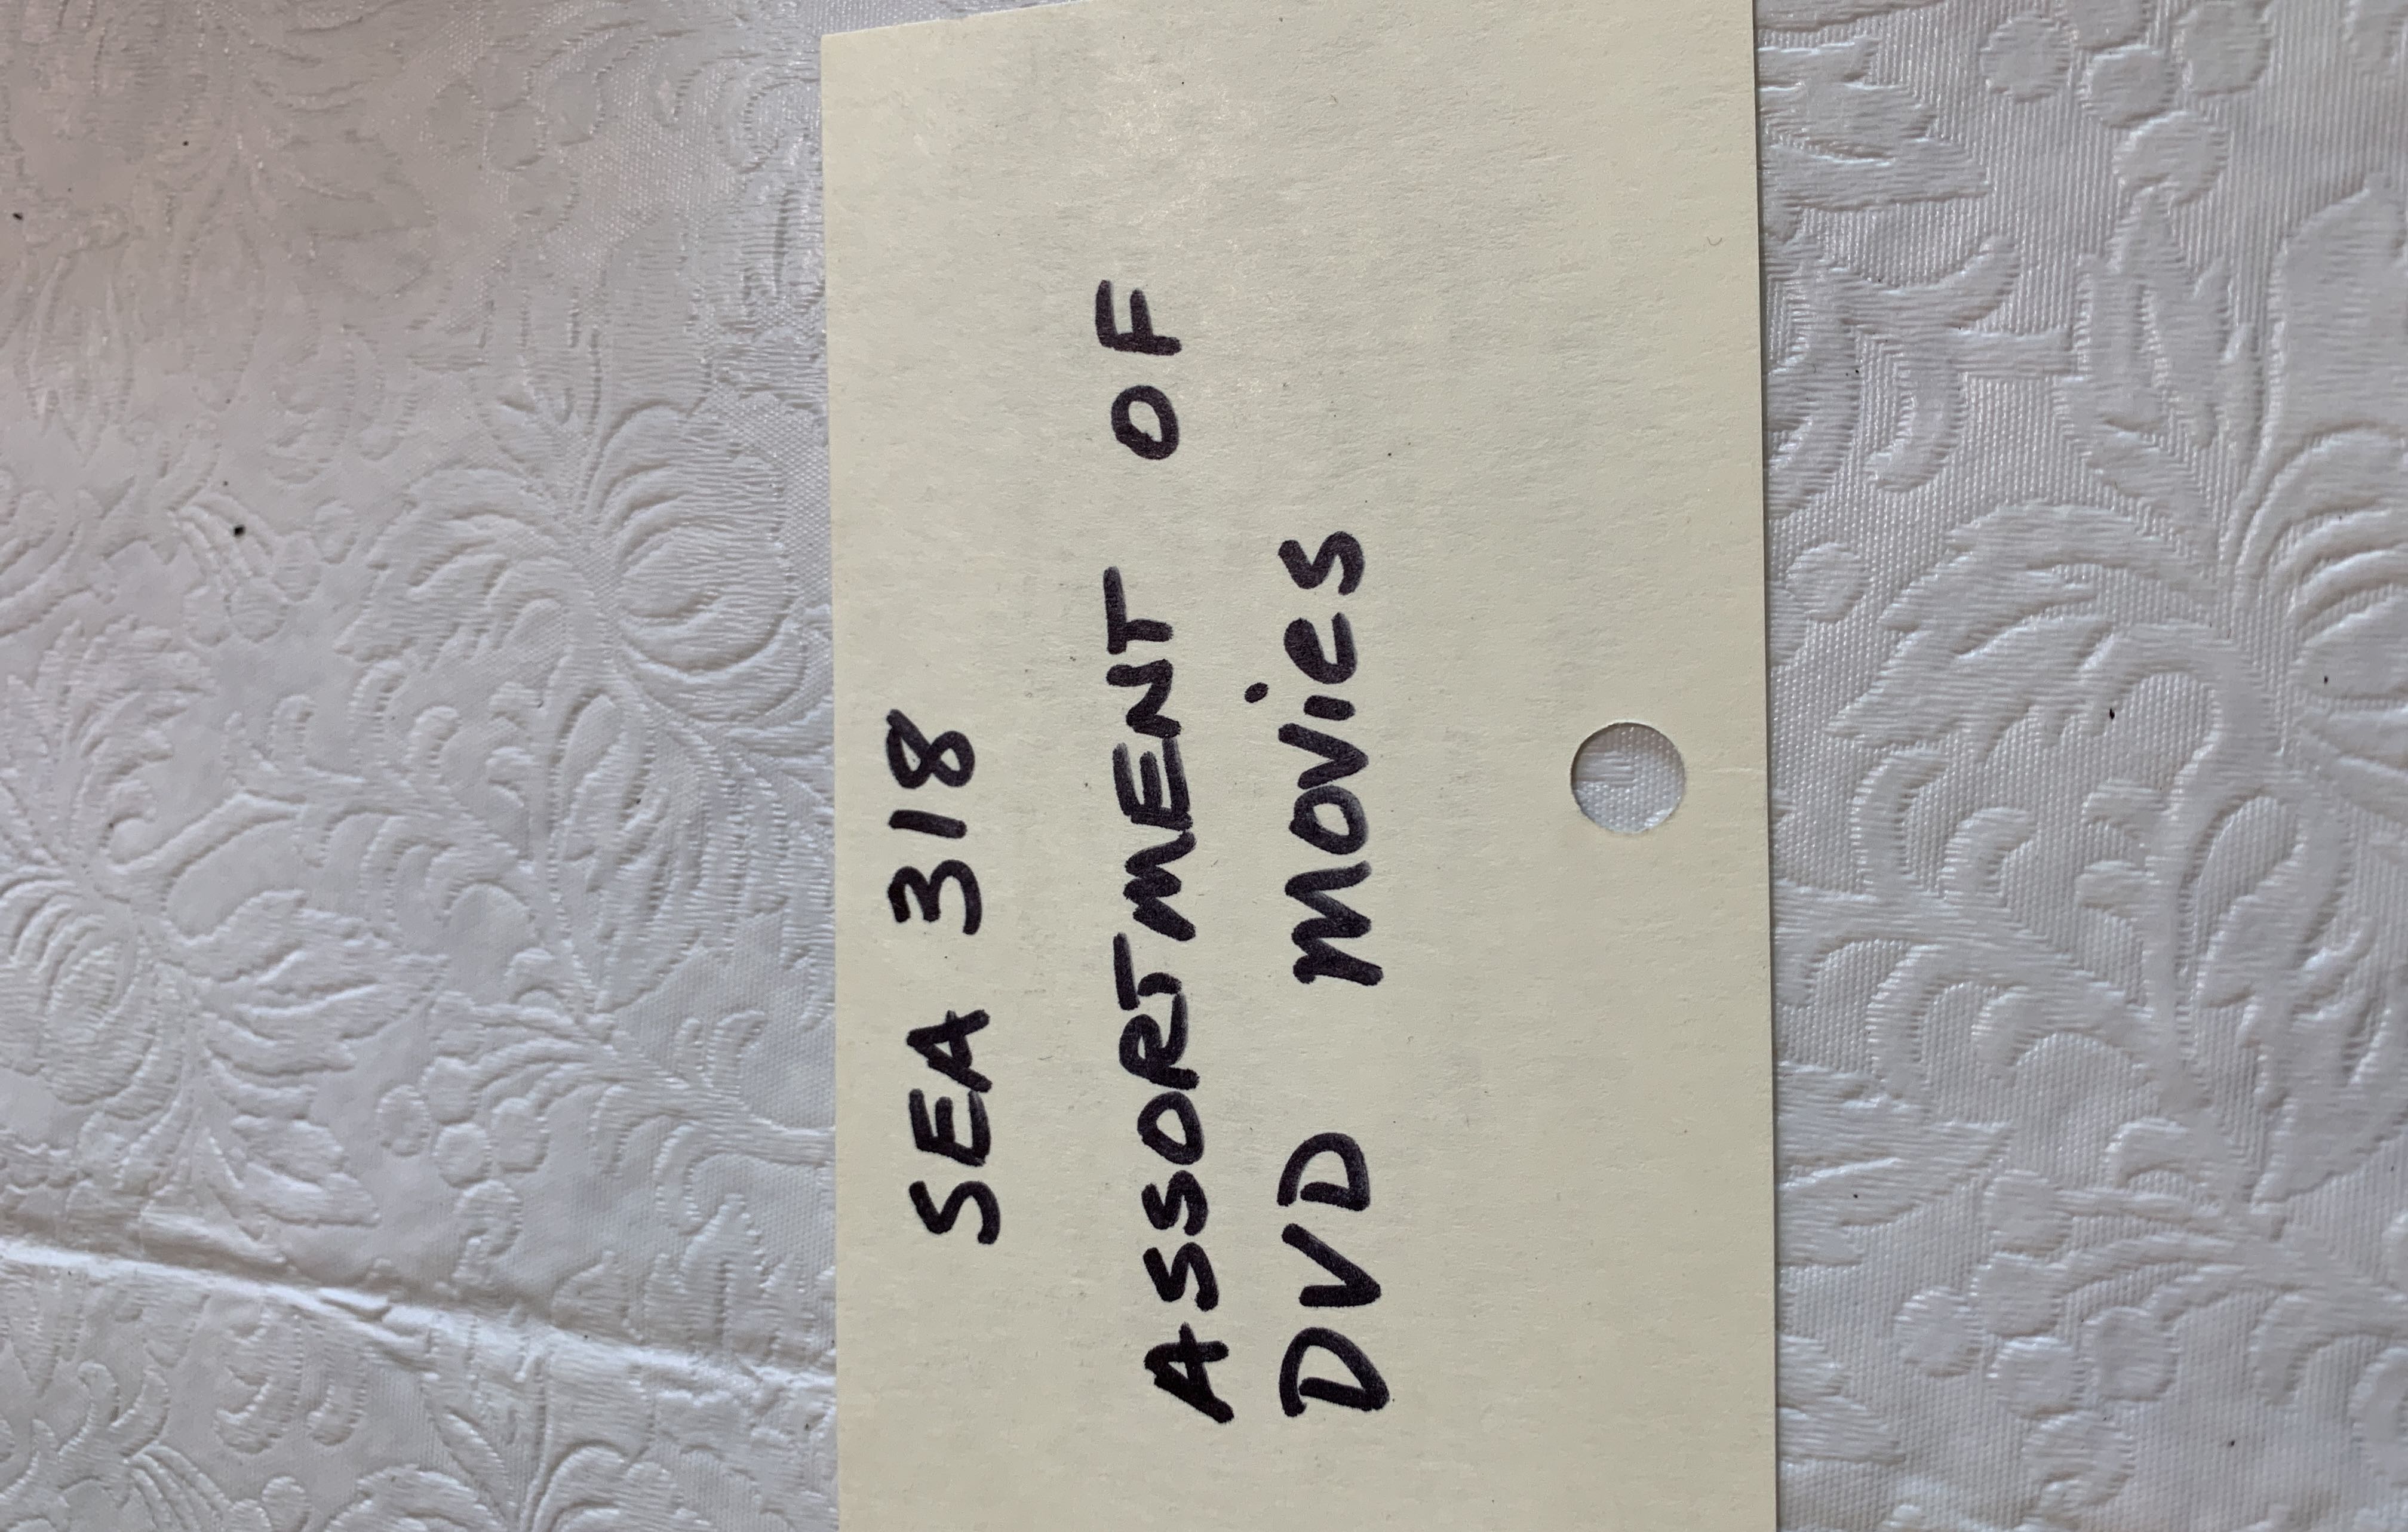 SEA 318
ASSORTMENT OF
DVD MOViES